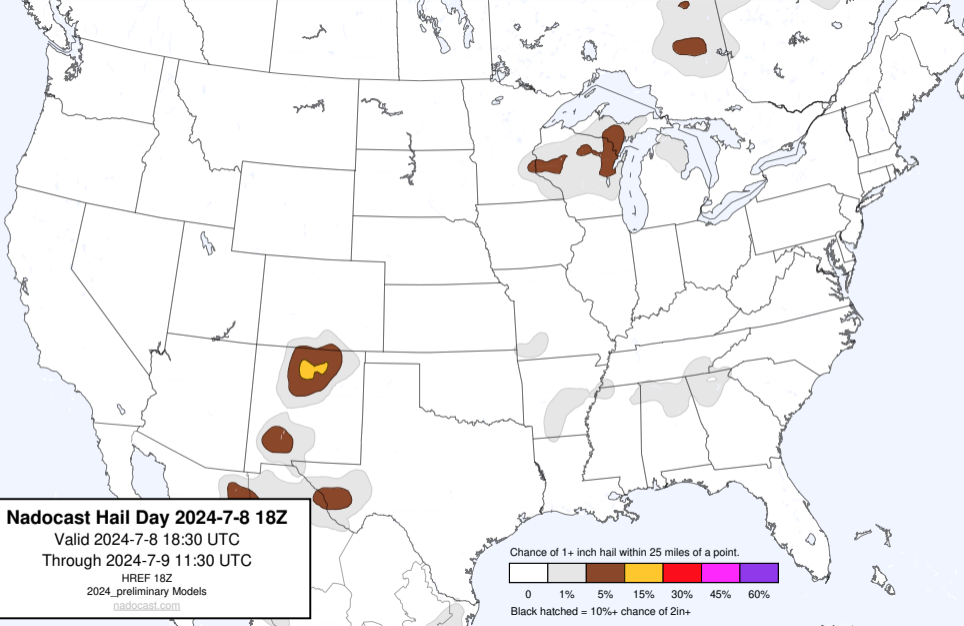 Nadocast Hail Day 2024-7-8 18Z
Valid 2024-7-8 18:30 UTC
Through 2024-7-9 11:30 UTC
HREF 18Z
2024_preliminary Models
nadocast.com
Chance of 1+ inch hail within 25 miles of a point.
0 1% 5% 15% 30% 45% 60%
Black hatched = 10%+ chance of 2in+